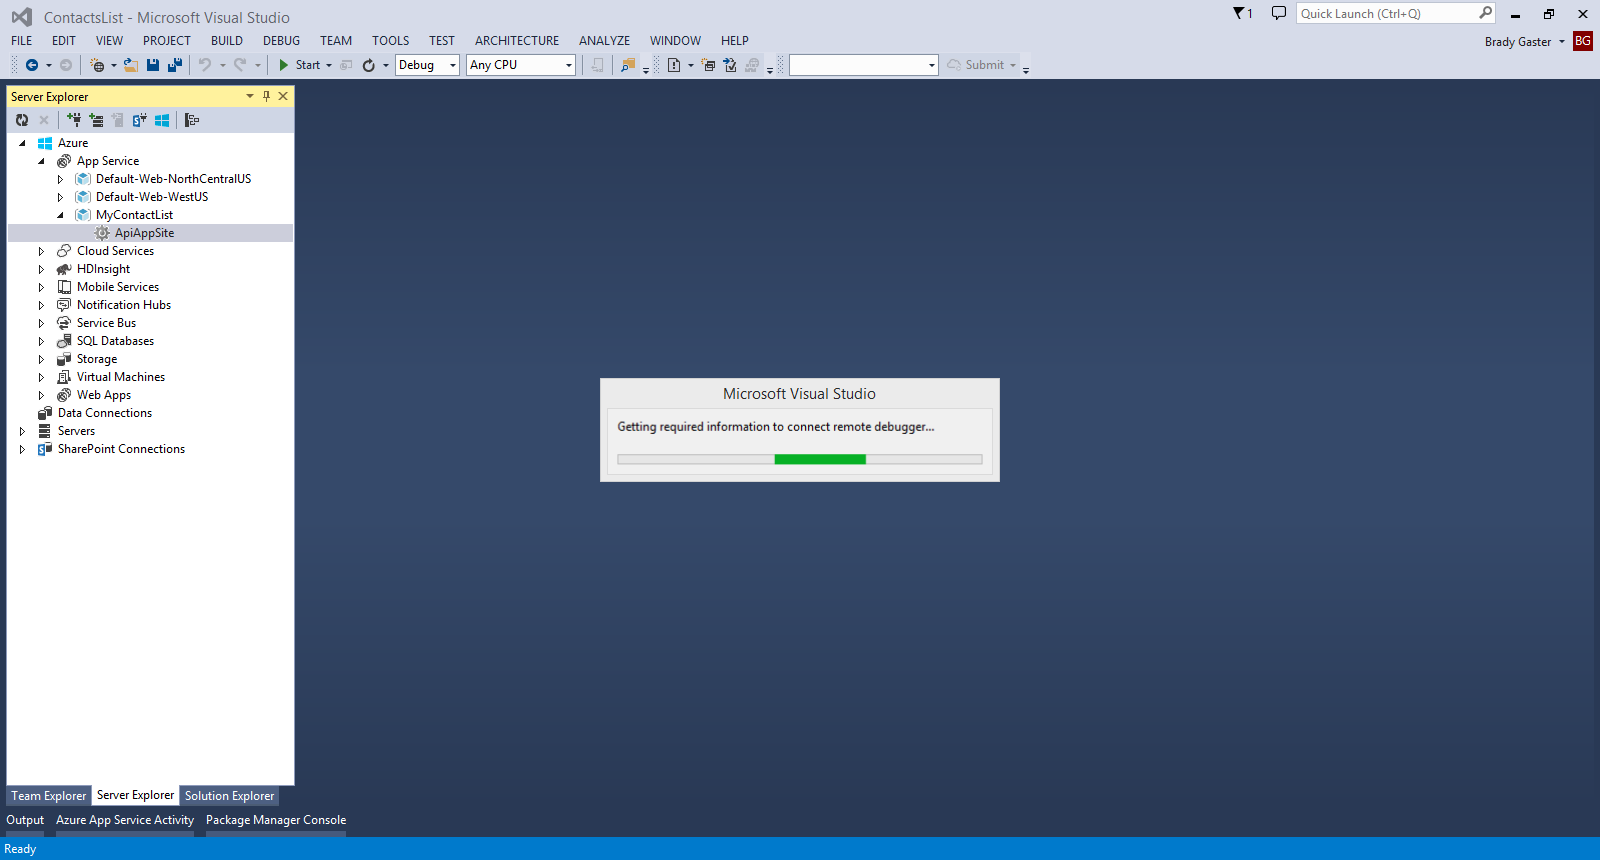 ContactsList - Microsoft Visual Studio
1
Quick Launch (Ctrl+Q)
FILE EDIT VIEW PROJECT BUILD DEBUG TEAM TOOLS TEST ARCHITECTURE ANALYZE WINDOW HELP
Brady Gaster BG
Start Debug Any CPU Submit
Server Explorer
Azure
App Service
Default-Web-NorthCentralUS
Default-Web-WestUS
MyContactList
ApiAppSite
Cloud Services
HDInsight
Mobile Services
Notification Hubs
Service Bus
SQL Databases
Storage
Virtual Machines
Web Apps
Data Connections
Servers
SharePoint Connections
Microsoft Visual Studio
Getting required information to connect remote debugger...
Team Explorer Server Explorer Solution Explorer
Output Azure App Service Activity Package Manager Console
Ready